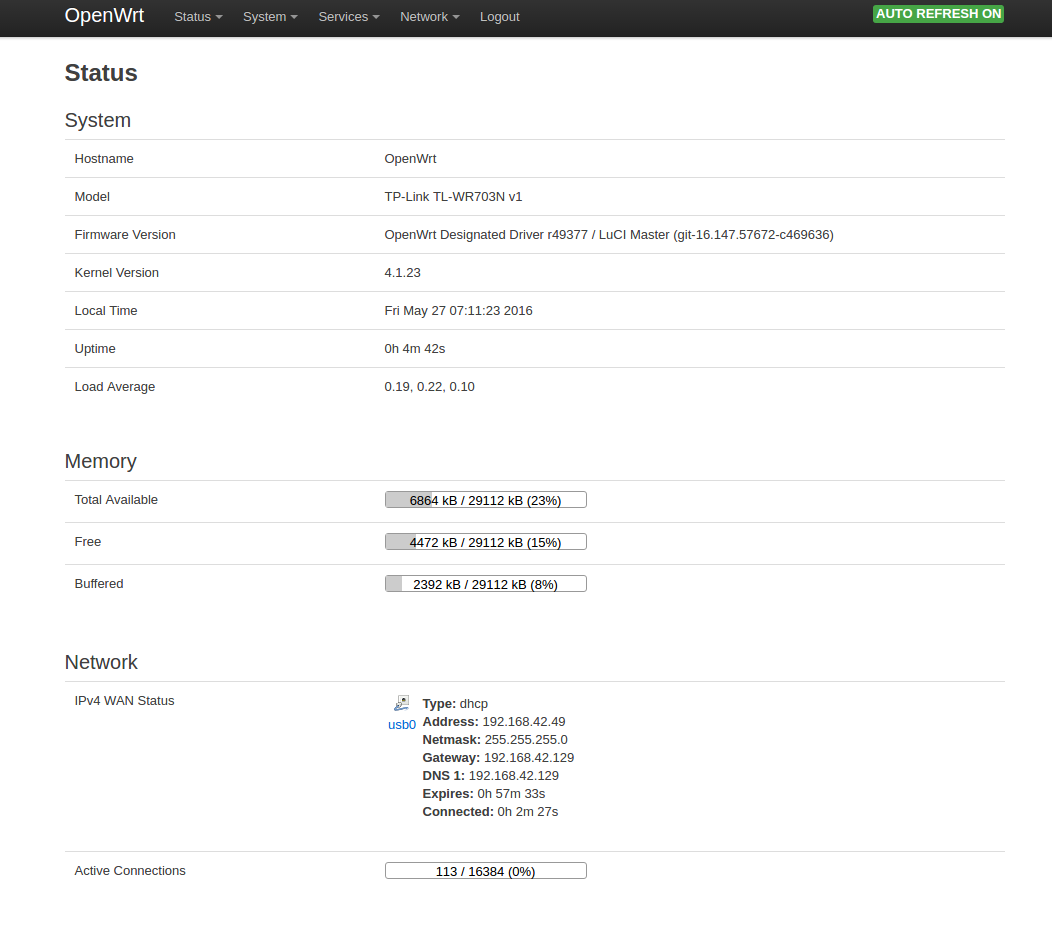 OpenWrt Status System Services Network Logout AUTO REFRESH ON
Status
System
Hostname OpenWrt
Model TP-Link TL-WR703N v1
Firmware Version OpenWrt Designated Driver r49377 / LuCI Master (git-16.147.57672-c469636)
Kernel Version 4.1.23
Local Time Fri May 27 07:11:23 2016
Uptime 0h 4m 42s
Load Average 0.19, 0.22, 0.10
Memory
Total Available 6864 kB / 29112 kB (23%)
Free 4472 kB / 29112 kB (15%)
Buffered 2392 kB / 29112 kB (8%)
Network
IPv4 WAN Status
usb0
Type: dhcp
Address: 192.168.42.49
Netmask: 255.255.255.0
Gateway: 192.168.42.129
DNS 1: 192.168.42.129
Expires: 0h 57m 33s
Connected: 0h 2m 27s
Active Connections 113 / 16384 (0%)